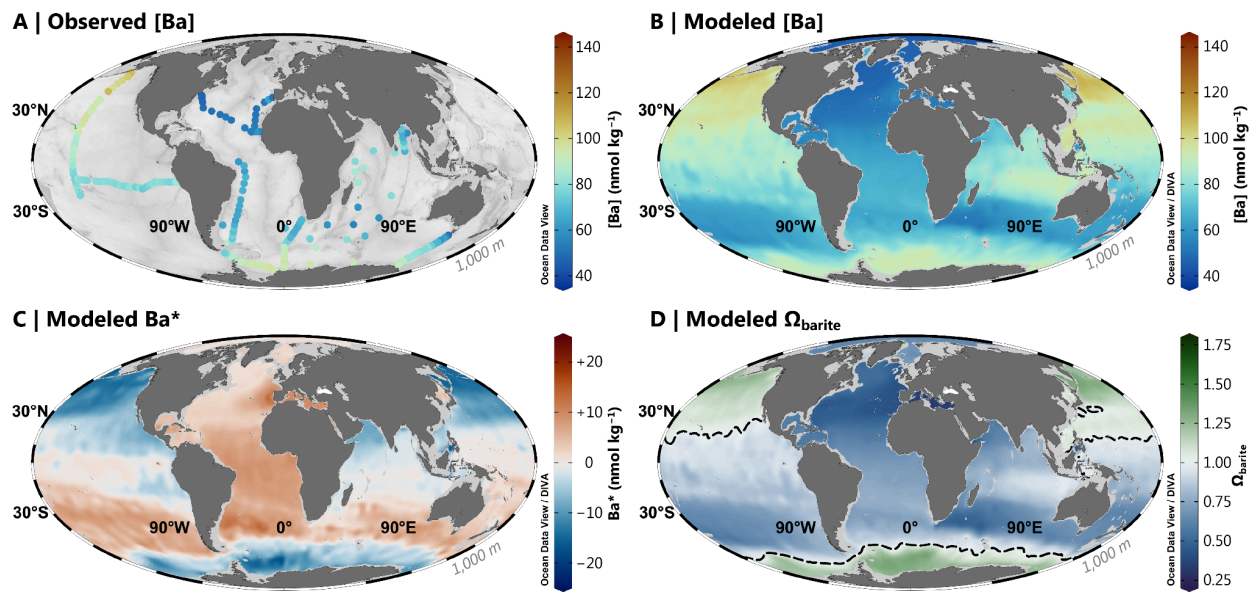 A | Observed [Ba]
30°N
30°S
90°W
0°
90°E
1,000 m
Ocean Data View
140
120
100
80
60
40
[Ba] (nmol kg⁻¹)
B | Modeled [Ba]
30°N
30°S
90°W
0°
90°E
1,000 m
Ocean Data View / DIVA
140
120
100
80
60
40
[Ba] (nmol kg⁻¹)
C | Modeled Ba*
30°N
30°S
90°W
0°
90°E
1,000 m
Ocean Data View / DIVA
+20
+10
0
−10
−20
Ba* (nmol kg⁻¹)
D | Modeled Ωbarite
30°N
30°S
90°W
0°
90°E
1,000 m
Ocean Data View / DIVA
1.75
1.50
1.25
1.00
0.75
0.50
0.25
Ωbarite